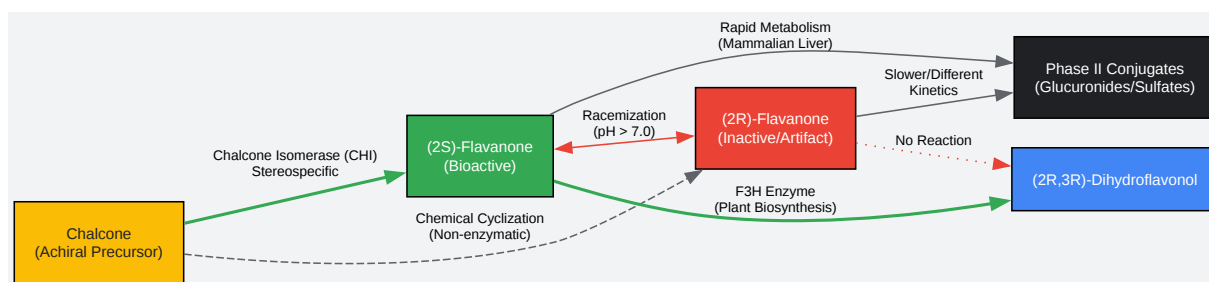 Rapid Metabolism
(Mammalian Liver)
Phase II Conjugates
(Glucuronides/Sulfates)
Slower/Different
Kinetics
Racemization
(pH > 7.0)
(2R)-Flavanone
(Inactive/Artifact)
(2S)-Flavanone
(Bioactive)
No Reaction
Chalcone Isomerase (CHI)
Stereospecific
(2R,3R)-Dihydroflavonol
F3H Enzyme
(Plant Biosynthesis)
Chemical Cyclization
(Non-enzymatic)
Chalcone
(Achiral Precursor)